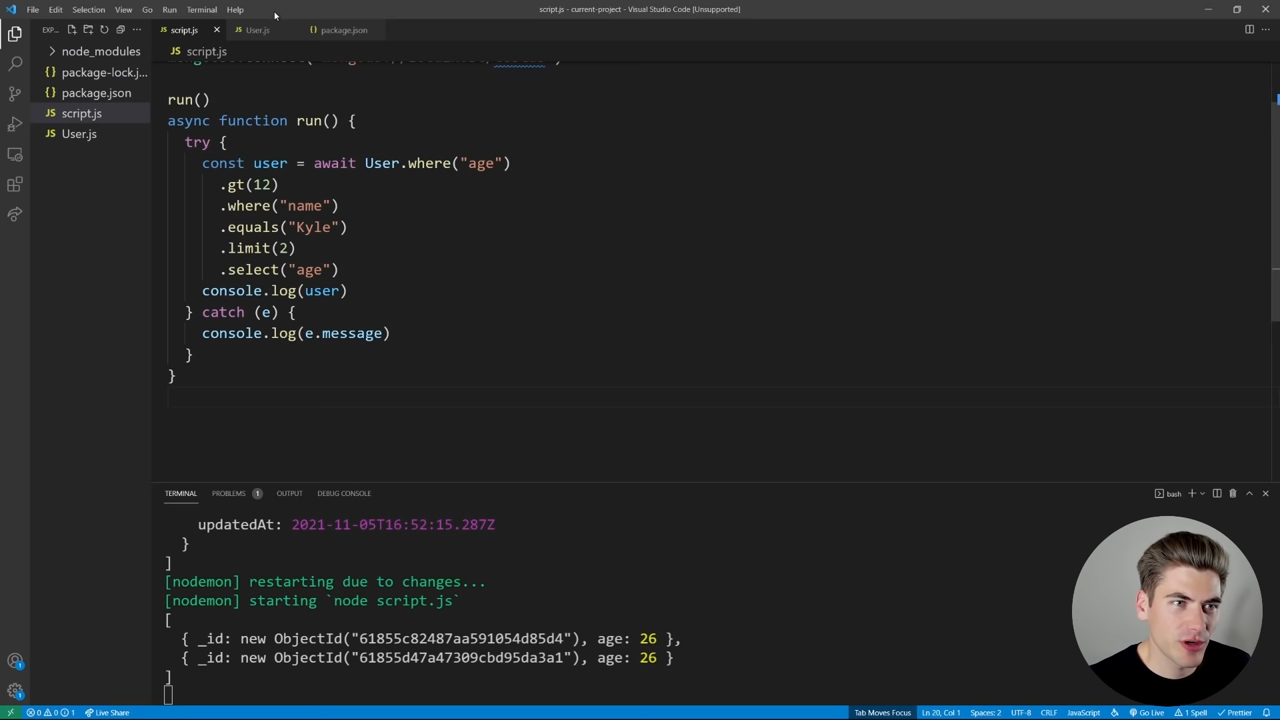 File Edit Selection View Go Run Terminal Help
script.js - current-project - Visual Studio Code [Unsupported]
EXP...
script.js
User.js
package.json
node_modules
package-lock.j...
package.json
script.js
User.js
script.js
run()
async function run() {
try {
const user = await User.where("age")
.gt(12)
.where("name")
.equals("Kyle")
.limit(2)
.select("age")
console.log(user)
} catch (e) {
console.log(e.message)
}
}
TERMINAL PROBLEMS 1 OUTPUT DEBUG CONSOLE
bash
updatedAt: 2021-11-05T16:52:15.287Z
}
]
[nodemon] restarting due to changes...
[nodemon] starting `node script.js`
[
{ _id: new ObjectId("61855c82487aa591054d85d4"), age: 26 },
{ _id: new ObjectId("61855d47a47309cbd95da3a1"), age: 26 }
]
0 0 1 Live Share
Tab Moves Focus Ln 20, Col 1 Spaces: 2 UTF-8 CRLF JavaScript Go Live 1 Spell Prettier